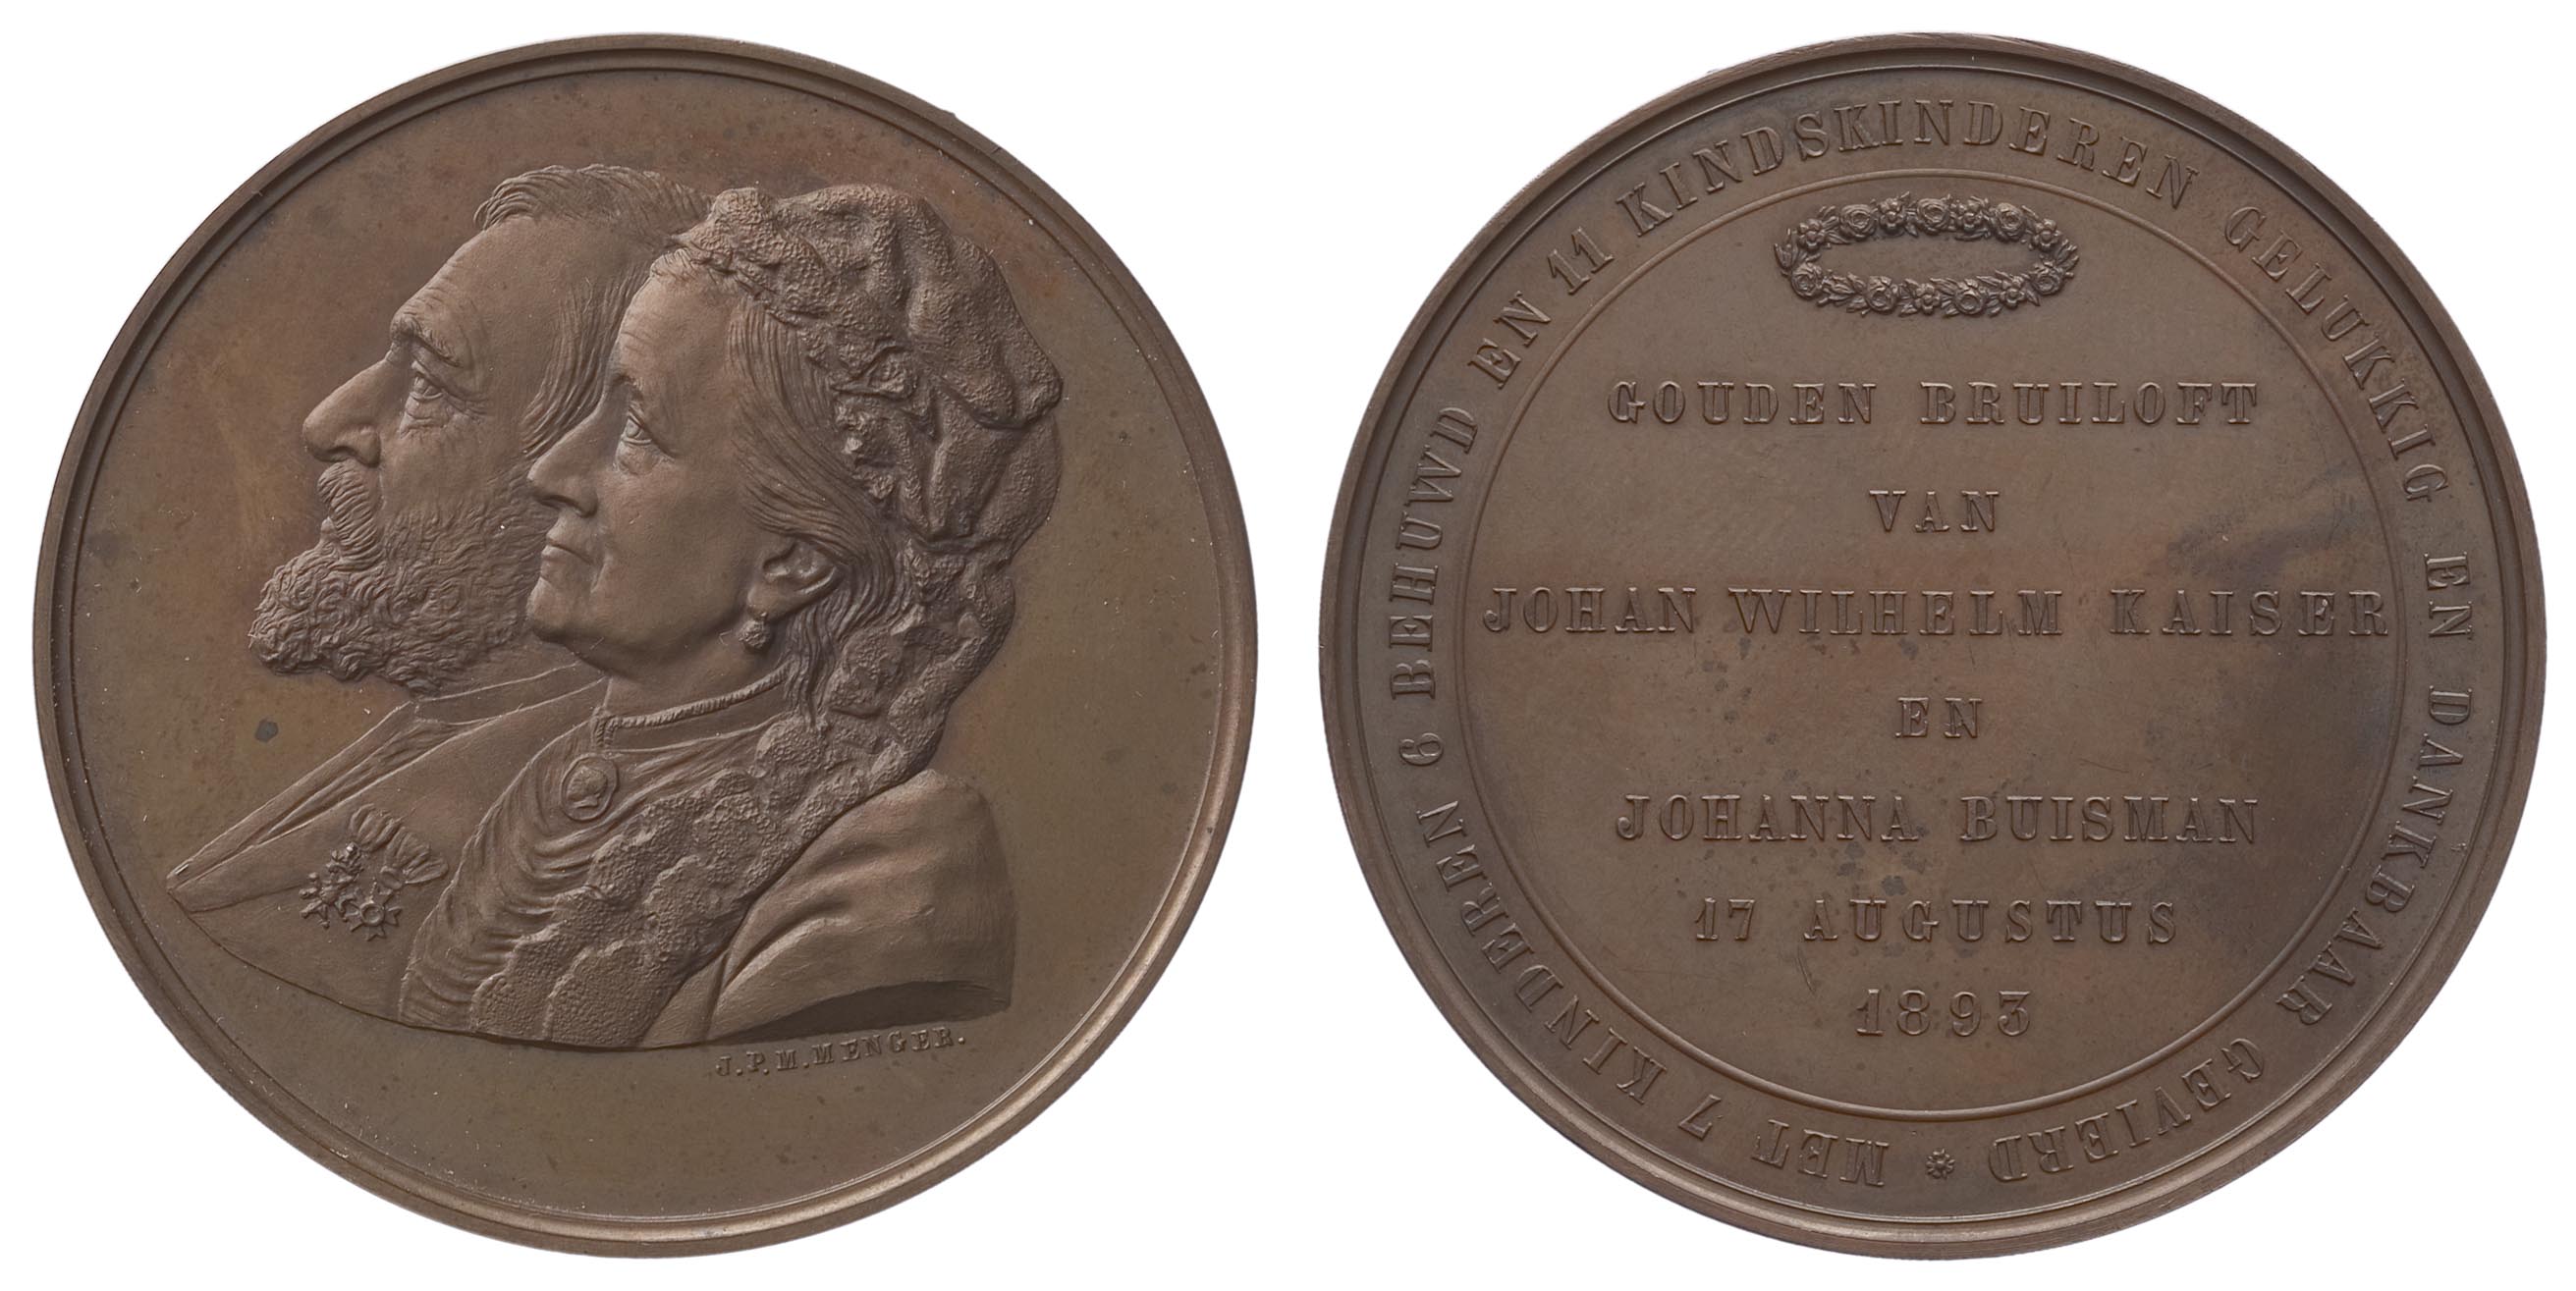 J.P.M.MENGER.
MET 7 KINDEREN 6 BEHUWD EN 11 KINDSKINDEREN GELUKKIG EN DANKBAAR GEVIERD
GOUDEN BRUILOFT
VAN
JOHAN WILHELM KAISER
EN
JOHANNA BUISMAN
17 AUGUSTUS
1893